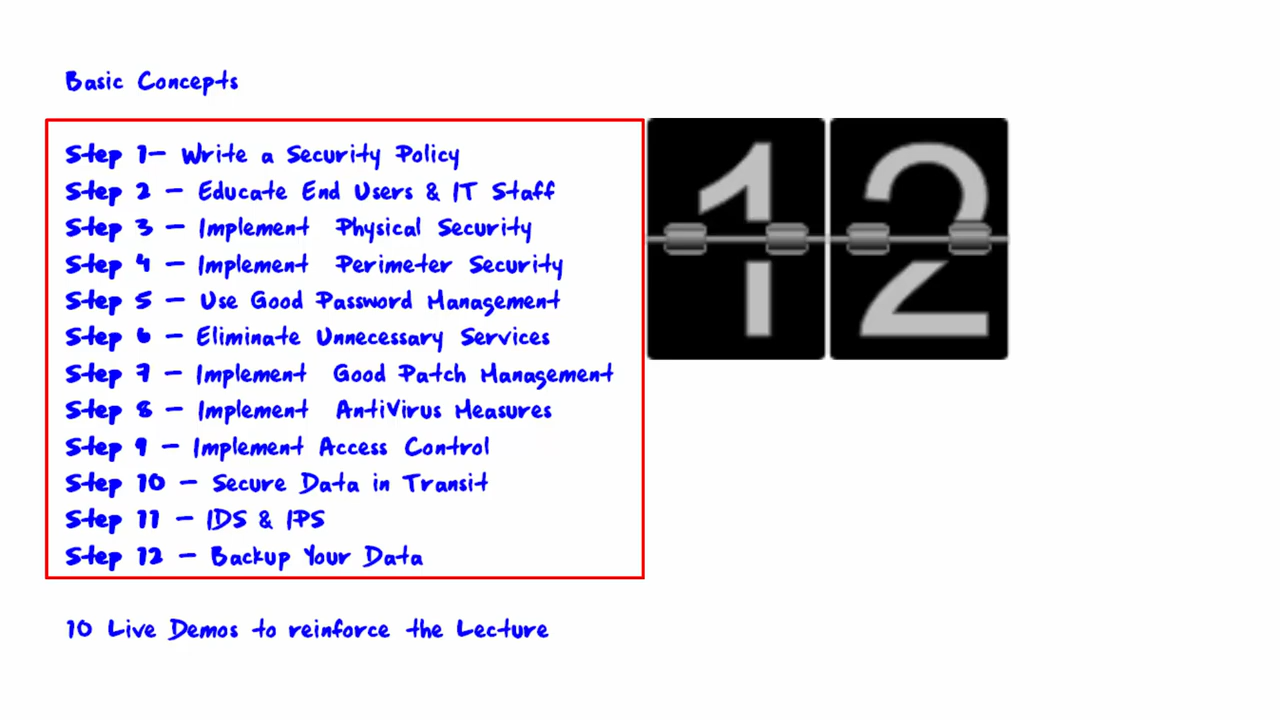 Basic Concepts
Step 1- Write a Security Policy
Step 2 - Educate End Users & IT Staff
Step 3 - Implement Physical Security
Step 4 - Implement Perimeter Security
Step 5 - Use Good Password Management
Step 6 - Eliminate Unnecessary Services
Step 7 - Implement Good Patch Management
Step 8 - Implement AntiVirus Measures
Step 9 - Implement Access Control
Step 10 - Secure Data in Transit
Step 11 - IDS & IPS
Step 12 - Backup Your Data
12
10 Live Demos to reinforce the Lecture